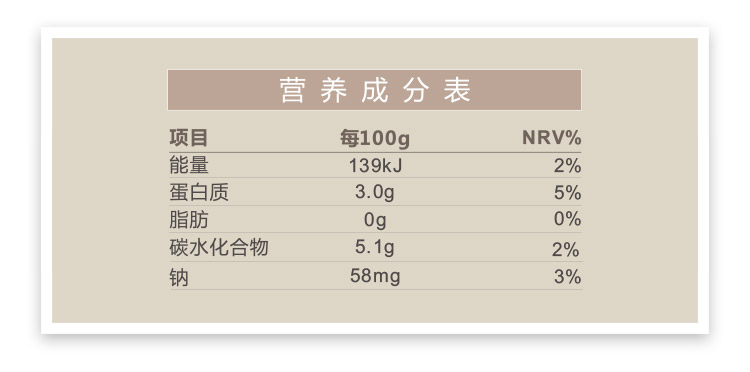 营养成分表
项目 每100g NRV%
能量 139kJ 2%
蛋白质 3.0g 5%
脂肪 0g 0%
碳水化合物 5.1g 2%
钠 58mg 3%